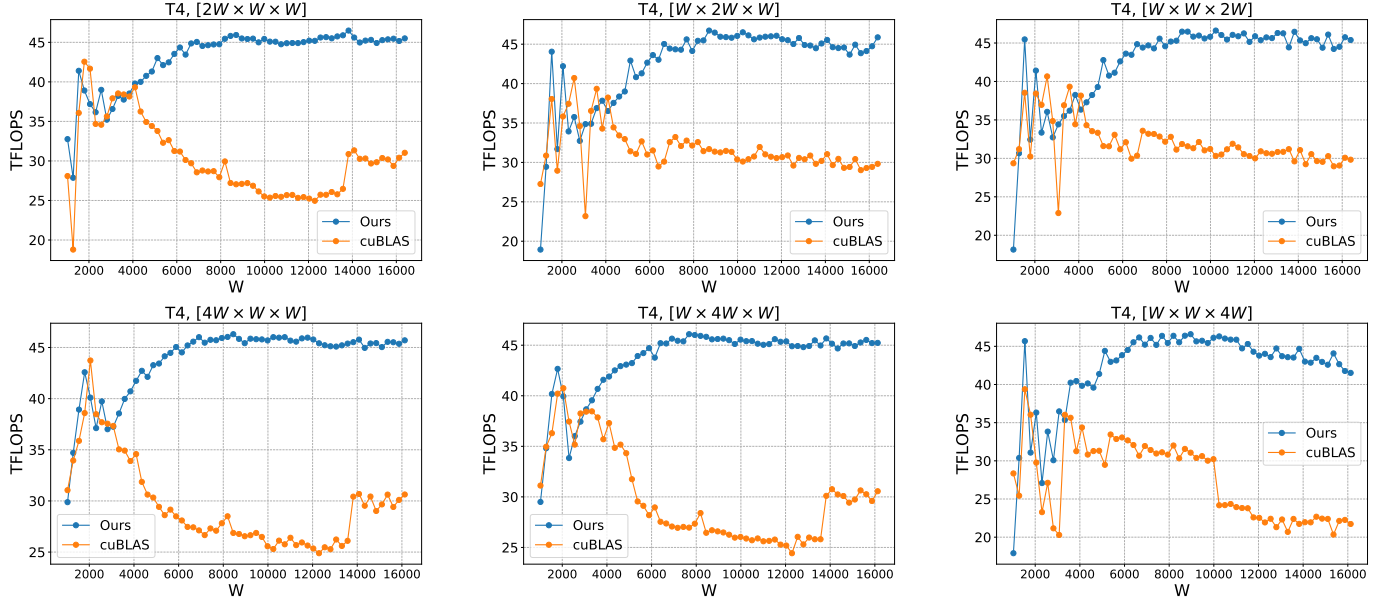 T4, [2W × W × W]
TFLOPS
45
40
35
30
25
20
Ours
cuBLAS
2000 4000 6000 8000 10000 12000 14000 16000
W
T4, [W × 2W × W]
TFLOPS
45
40
35
30
25
20
Ours
cuBLAS
2000 4000 6000 8000 10000 12000 14000 16000
W
T4, [W × W × 2W]
TFLOPS
45
40
35
30
25
20
Ours
cuBLAS
2000 4000 6000 8000 10000 12000 14000 16000
W
T4, [4W × W × W]
TFLOPS
45
40
35
30
25
Ours
cuBLAS
2000 4000 6000 8000 10000 12000 14000 16000
W
T4, [W × 4W × W]
TFLOPS
45
40
35
30
25
Ours
cuBLAS
2000 4000 6000 8000 10000 12000 14000 16000
W
T4, [W × W × 4W]
TFLOPS
45
40
35
30
25
20
Ours
cuBLAS
2000 4000 6000 8000 10000 12000 14000 16000
W